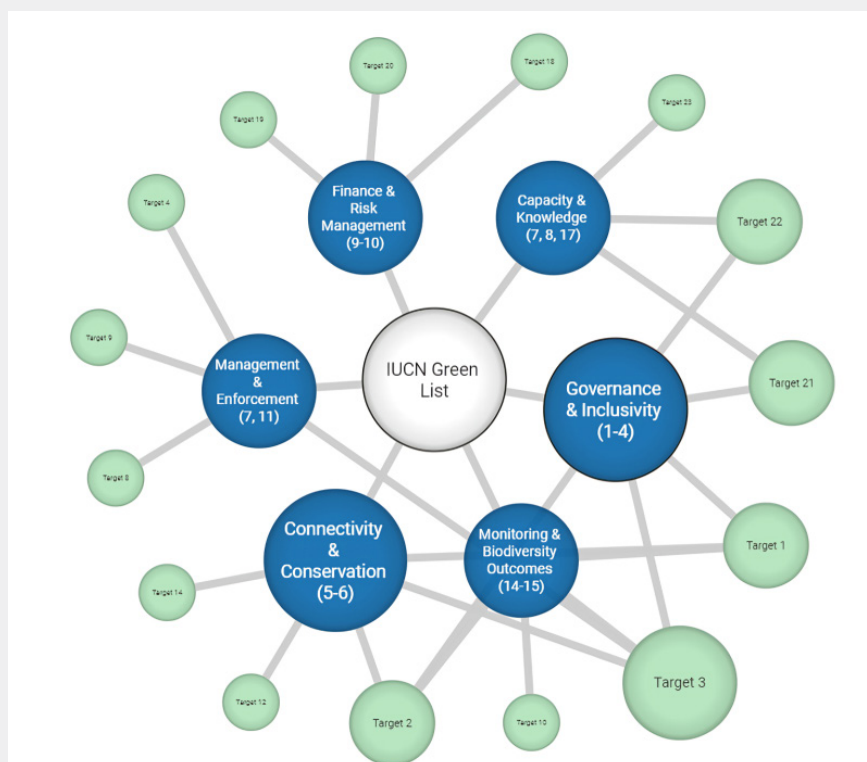 Target 20
Target 18
Target 19
Target 23
Finance &
Risk
Management
(9-10)
Capacity &
Knowledge
(7, 8, 17)
Target 4
Target 22
Target 9
Management
&
Enforcement
(7, 11)
IUCN Green
List
Governance
& Inclusivity
(1-4)
Target 21
Target 8
Connectivity
&
Conservation
(5-6)
Monitoring &
Biodiversity
Outcomes
(14-15)
Target 1
Target 14
Target 12
Target 2
Target 10
Target 3